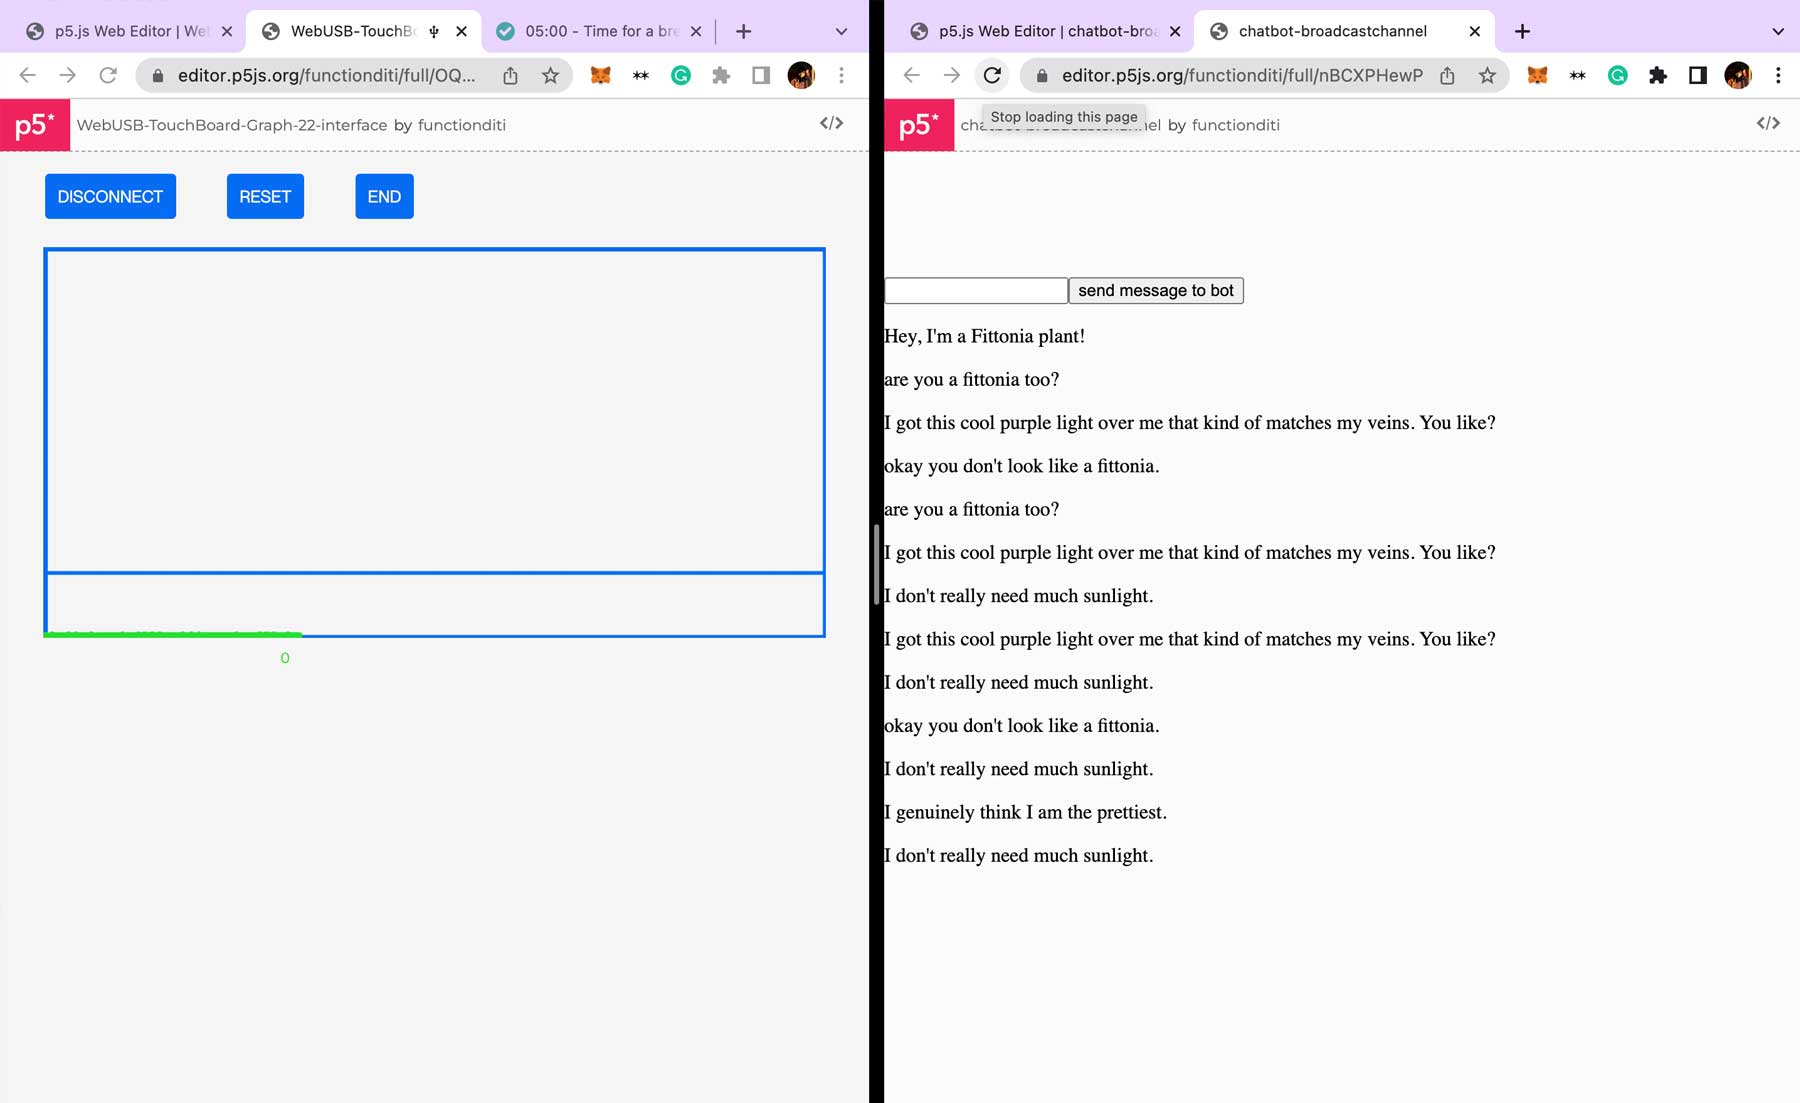 p5.js Web Editor | We
WebUSB-TouchBo
05:00 - Time for a bre
editor.p5js.org/functionditi/full/OQ...
p5*
WebUSB-TouchBoard-Graph-22-interface by functionditi
</>
DISCONNECT
RESET
END
0
p5.js Web Editor | chatbot-broa
chatbot-broadcastchannel
editor.p5js.org/functionditi/full/nBCXPHewP
Stop loading this page
p5*
chatbot-broadcastchannel by functionditi
</>
send message to bot
Hey, I'm a Fittonia plant!
are you a fittonia too?
I got this cool purple light over me that kind of matches my veins. You like?
okay you don't look like a fittonia.
are you a fittonia too?
I got this cool purple light over me that kind of matches my veins. You like?
I don't really need much sunlight.
I got this cool purple light over me that kind of matches my veins. You like?
I don't really need much sunlight.
okay you don't look like a fittonia.
I don't really need much sunlight.
I genuinely think I am the prettiest.
I don't really need much sunlight.